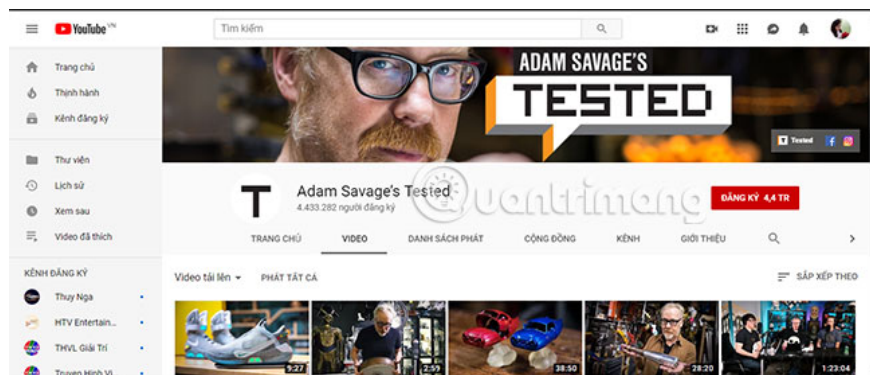 YouTube VN
Tìm kiếm
Trang chủ
Thịnh hành
Kênh đăng ký
Thư viện
Lịch sử
Xem sau
Video đã thích
KÊNH ĐĂNG KÝ
Thuy Nga
HTV Entertain...
THVL Giải Trí
Truyen Hinh Vi...
ADAM SAVAGE'S
TESTED
T Tested
T
Adam Savage's Tested
4.433.282 người đăng ký
Quantrimang
ĐĂNG KÝ 4,4 TR
TRANG CHỦ VIDEO DANH SÁCH PHÁT CỘNG ĐỒNG KÊNH GIỚI THIỆU
Video tải lên PHÁT TẤT CẢ SẮP XẾP THEO
9:27 2:59 38:50 28:20 1:23:04